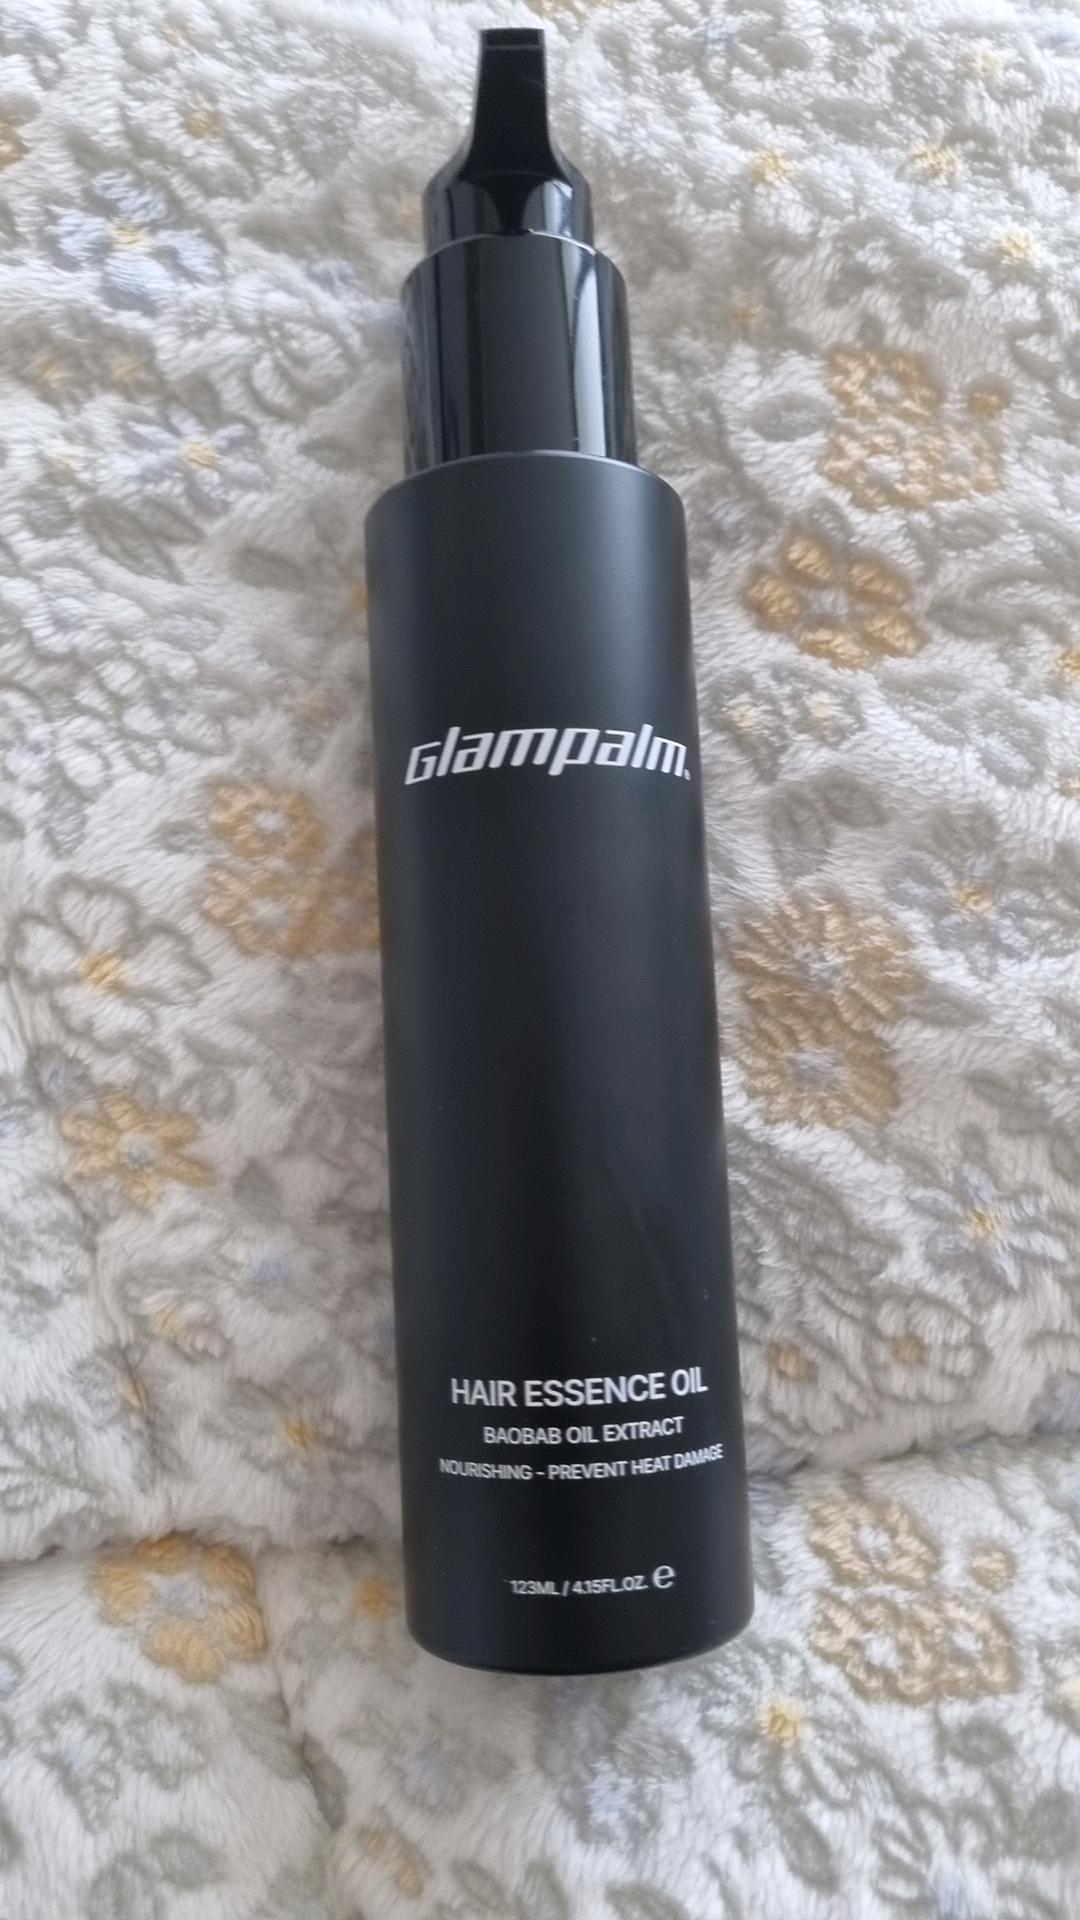 Glampalm.
HAIR ESSENCE OIL
BAOBAB OIL EXTRACT
NOURISHING - PREVENT HEAT DAMAGE
123ML / 4.15FL.OZ. ℮